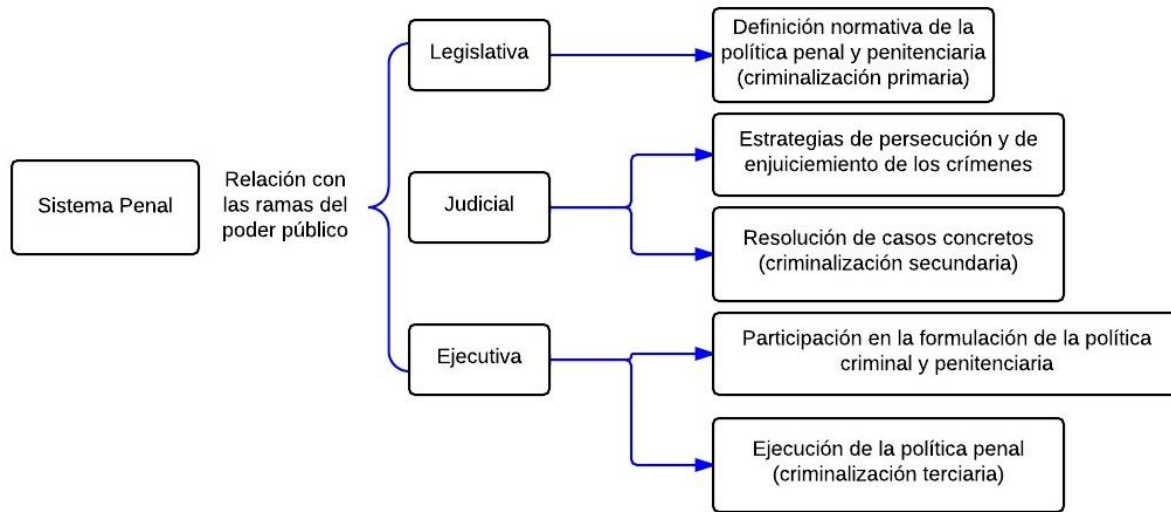 Sistema Penal
Relación con
las ramas del
poder público
Legislativa
Definición normativa de la
política penal y penitenciaria
(criminalización primaria)
Judicial
Estrategias de persecución y de
enjuiciemiento de los crímenes
Resolución de casos concretos
(criminalización secundaria)
Ejecutiva
Participación en la formulación de la política
criminal y penitenciaria
Ejecución de la política penal
(criminalización terciaria)